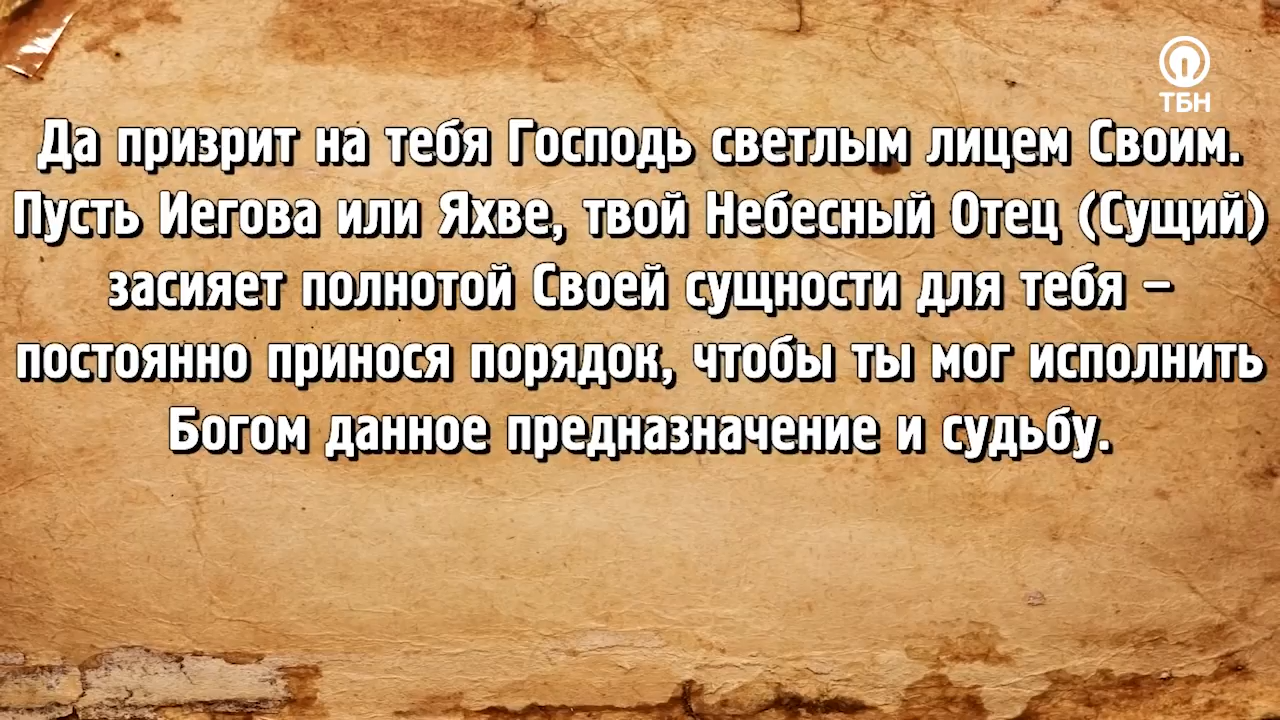 ТБН
Да призрит на тебя Господь светлым лицем Своим.
Пусть Иегова или Яхве, твой Небесный Отец (Сущий)
засияет полнотой Своей сущности для тебя –
постоянно принося порядок, чтобы ты мог исполнить
Богом данное предназначение и судьбу.